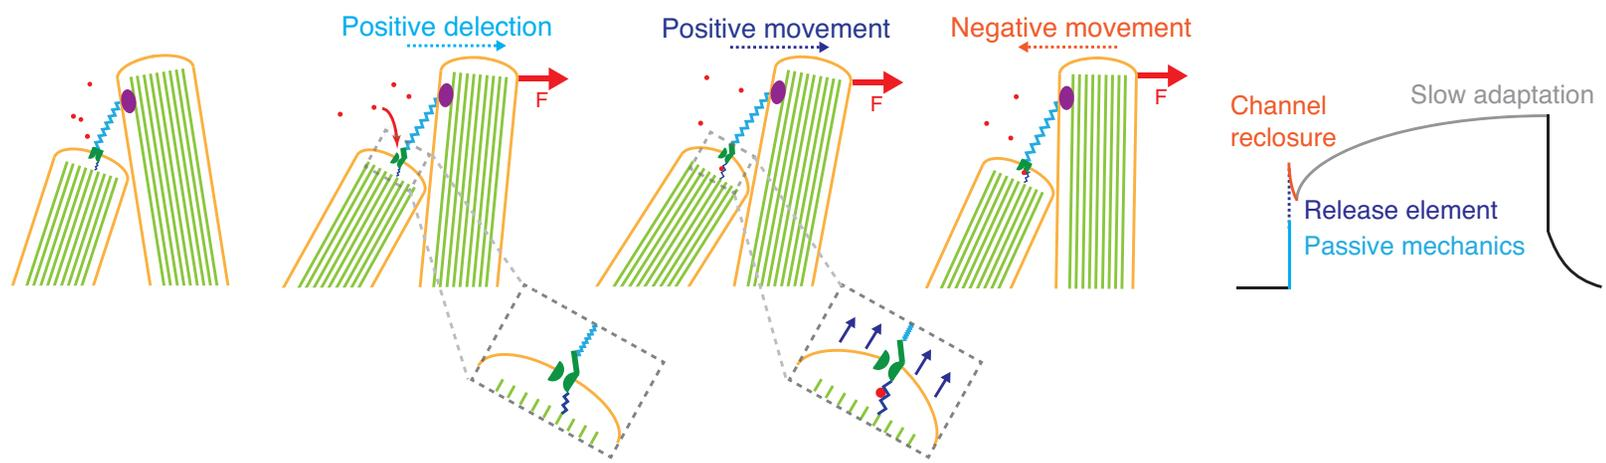 Positive delection
Positive movement
Negative movement
F
F
F
Channel
reclosure
Slow adaptation
Release element
Passive mechanics